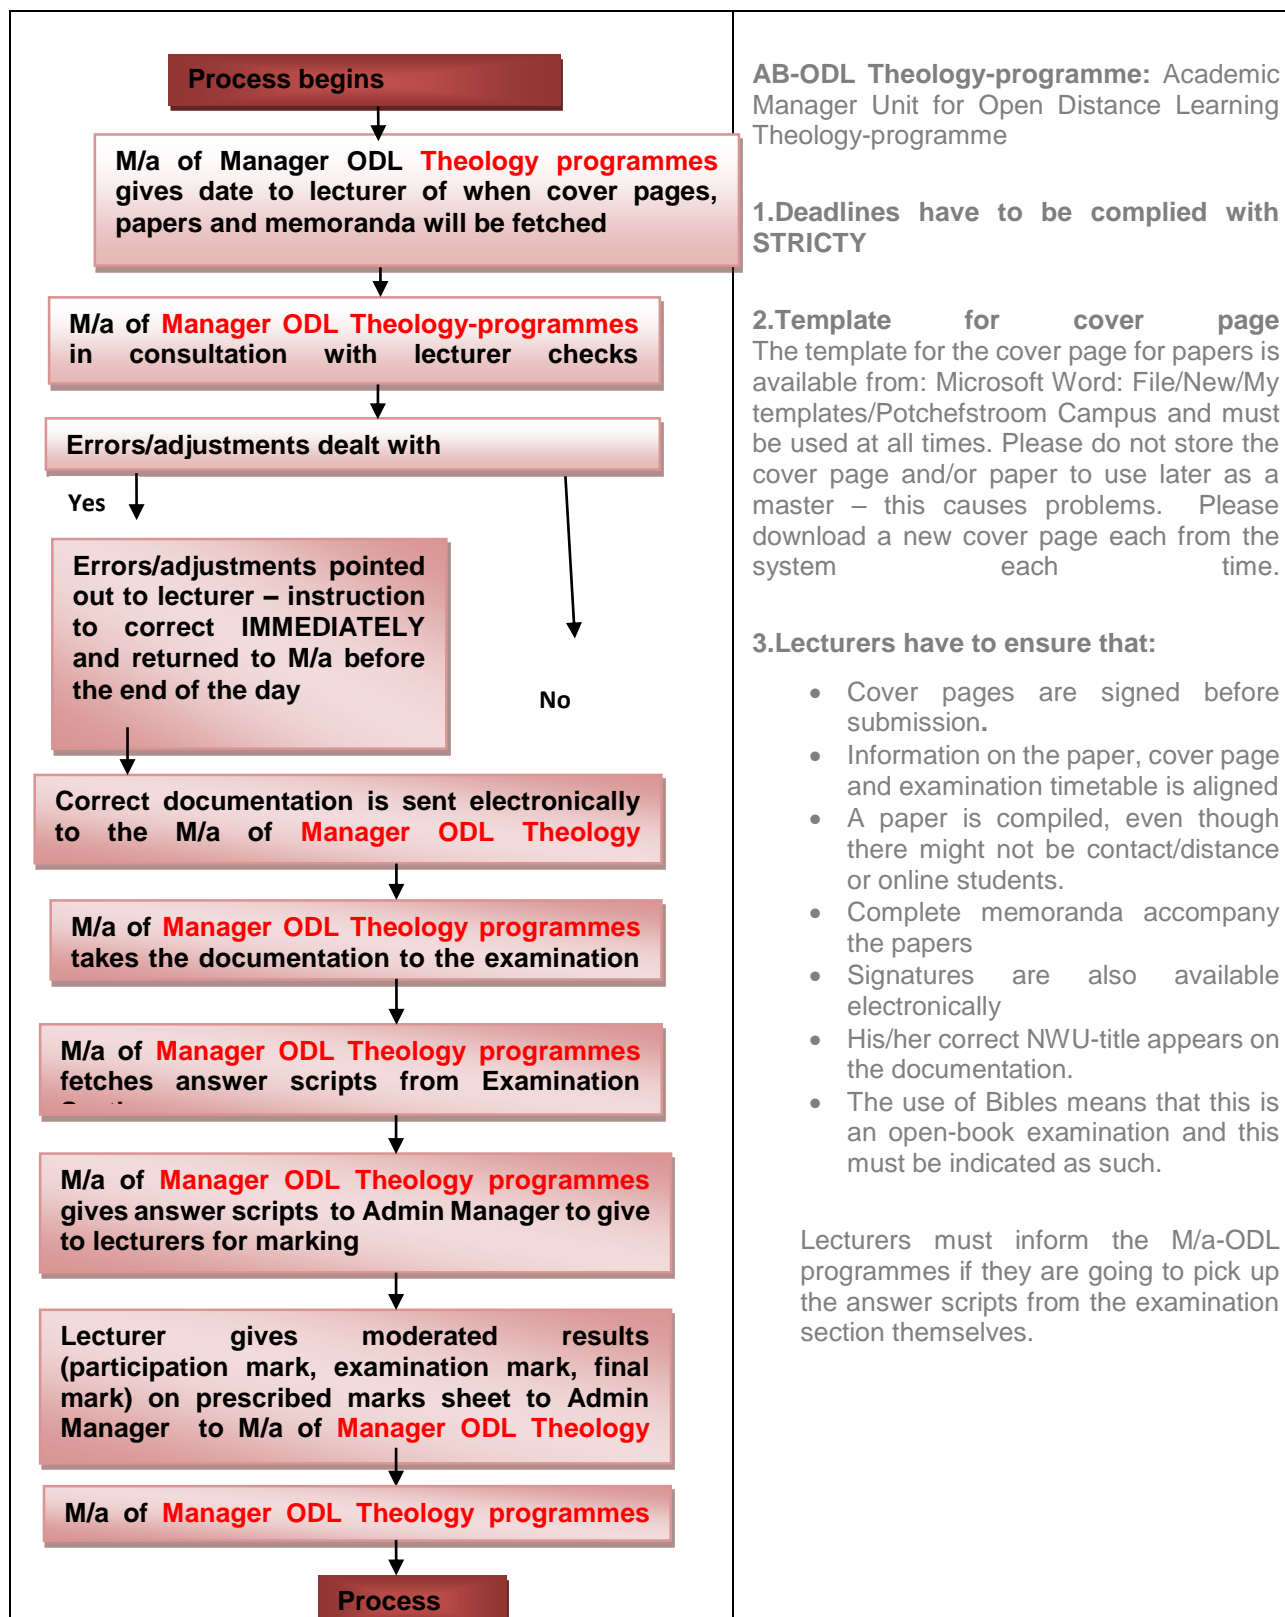 Process begins
M/a of Manager ODL Theology programmes
gives date to lecturer of when cover pages,
papers and memoranda will be fetched
M/a of Manager ODL Theology-programmes
in consultation with lecturer checks
Errors/adjustments dealt with
Yes
Errors/adjustments pointed
out to lecturer – instruction
to correct IMMEDIATELY
and returned to M/a before
the end of the day
No
Correct documentation is sent electronically
to the M/a of Manager ODL Theology
M/a of Manager ODL Theology programmes
takes the documentation to the examination
M/a of Manager ODL Theology programmes
fetches answer scripts from Examination
M/a of Manager ODL Theology programmes
gives answer scripts to Admin Manager to give
to lecturers for marking
Lecturer gives moderated results
(participation mark, examination mark, final
mark) on prescribed marks sheet to Admin
Manager to M/a of Manager ODL Theology
M/a of Manager ODL Theology programmes
Process
AB-ODL Theology-programme: Academic
Manager Unit for Open Distance Learning
Theology-programme
1.Deadlines have to be complied with
STRICTY
2.Template for cover page
The template for the cover page for papers is
available from: Microsoft Word: File/New/My
templates/Potchefstroom Campus and must
be used at all times. Please do not store the
cover page and/or paper to use later as a
master – this causes problems. Please
download a new cover page each from the
system each time.
3.Lecturers have to ensure that:
• Cover pages are signed before
submission.
• Information on the paper, cover page
and examination timetable is aligned
• A paper is compiled, even though
there might not be contact/distance
or online students.
• Complete memoranda accompany
the papers
• Signatures are also available
electronically
• His/her correct NWU-title appears on
the documentation.
• The use of Bibles means that this is
an open-book examination and this
must be indicated as such.
Lecturers must inform the M/a-ODL
programmes if they are going to pick up
the answer scripts from the examination
section themselves.